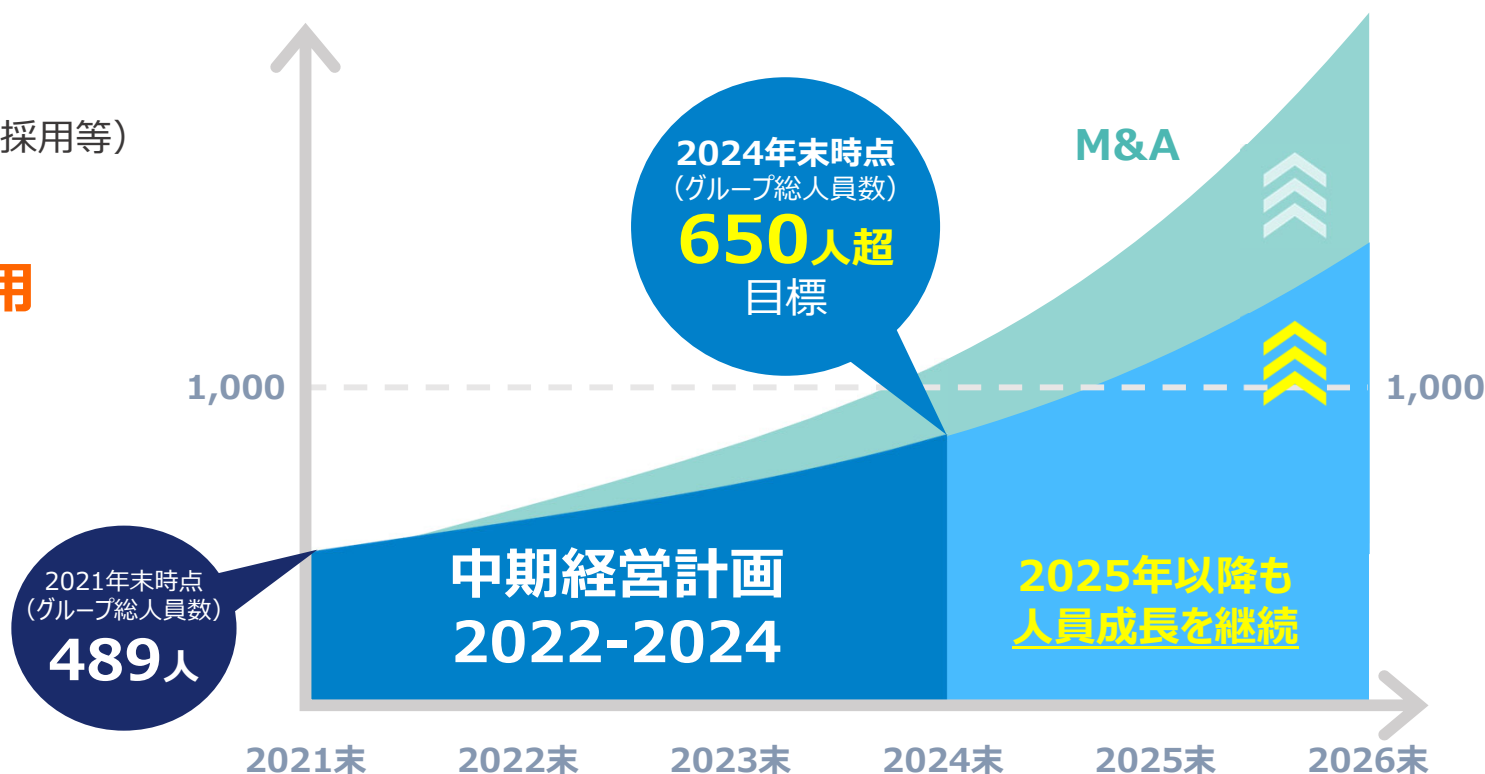 採用等）
用
M&A
2024年末時点
（グループ総人員数）
650人超
目標
1,000
1,000
2021年末時点
（グループ総人員数）
489人
中期経営計画
2022-2024
2025年以降も
人員成長を継続
2021末 2022末 2023末 2024末 2025末 2026末